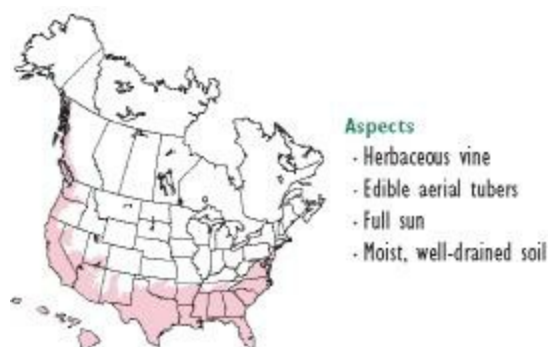 Aspects
· Herbaceous vine
· Edible aerial tubers
· Full sun
· Moist, well-drained soil